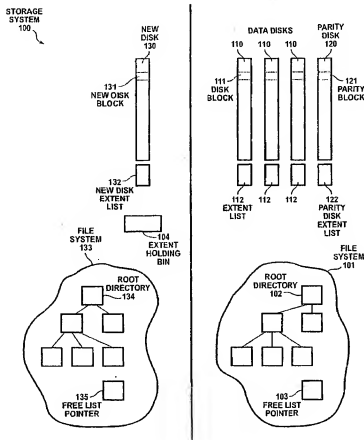 STORAGE
SYSTEM
100
NEW
DISK
130
131
NEW DISK
BLOCK
132
NEW DISK
EXTENT
LIST
104
EXTENT
HOLDING
BIN
FILE
SYSTEM
133
ROOT
DIRECTORY
134
135
FREE LIST
POINTER
DATA DISKS
110
110
110
PARITY
DISK
120
111
DISK
BLOCK
121
PARITY
BLOCK
112
EXTENT
LIST
112
112
122
PARITY
DISK
EXTENT
LIST
FILE
SYSTEM
101
ROOT
DIRECTORY
102
103
FREE LIST
POINTER